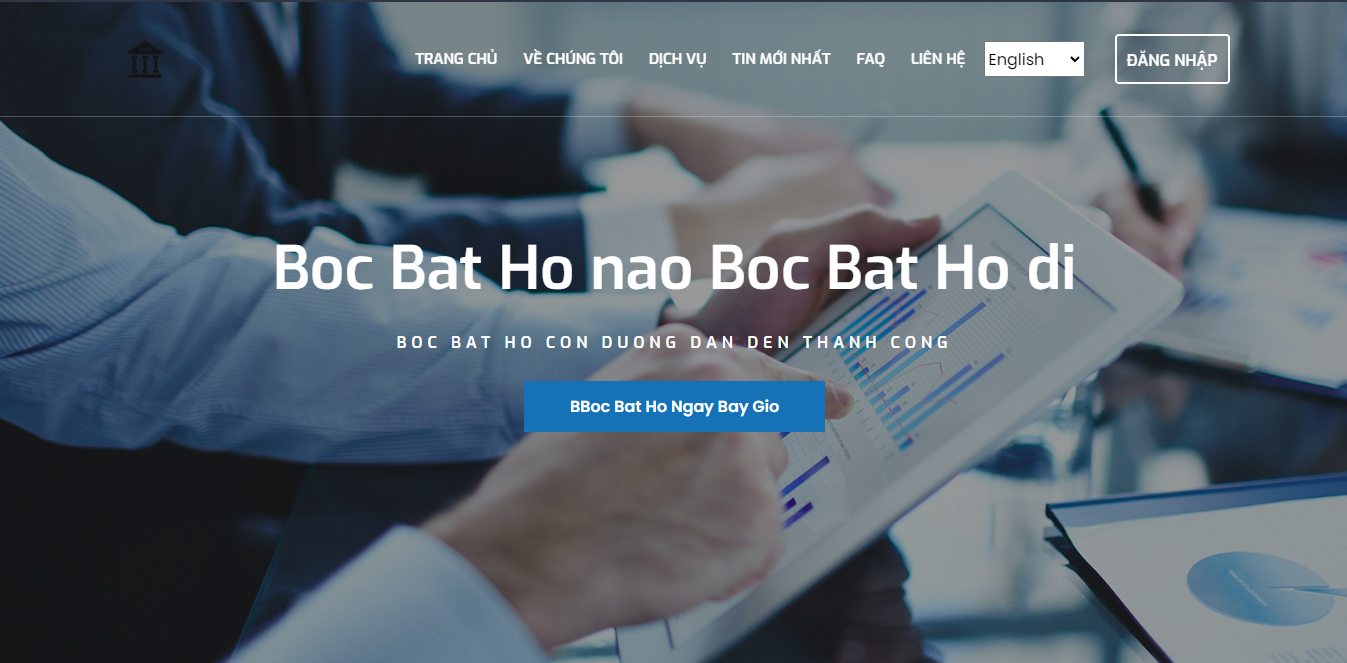 TRANG CHỦ VỀ CHÚNG TÔI DỊCH VỤ TIN MỚI NHẤT FAQ LIÊN HỆ English ĐĂNG NHẬP
Boc Bat Ho nao Boc Bat Ho di
BOC BAT HO CON DUONG DAN DEN THANH CONG
BBoc Bat Ho Ngay Bay Gio